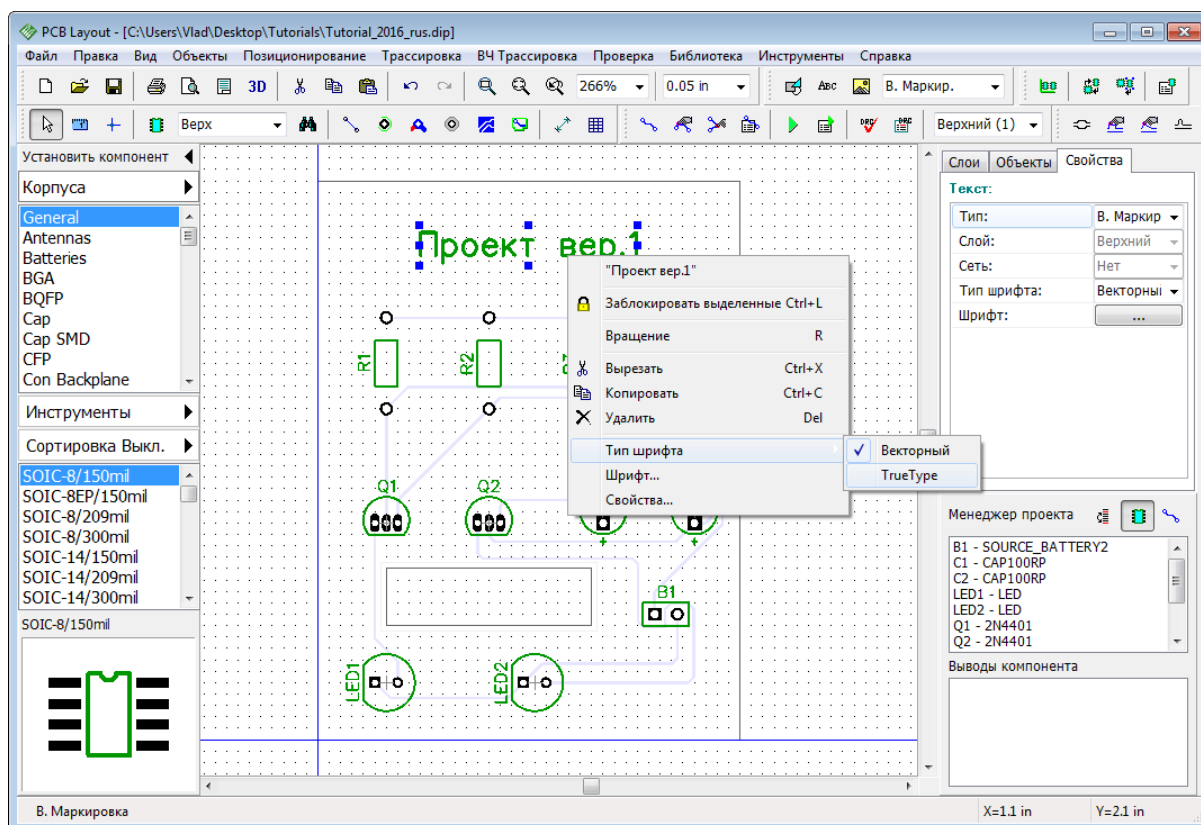 PCB Layout - [C:\Users\Vlad\Desktop\Tutorials\Tutorial_2016_rus.dip]
Файл Правка Вид Объекты Позиционирование Трассировка ВЧ Трассировка Проверка Библиотека Инструменты Справка
3D 266% 0.05 in ABC В. Маркир.
Верх DRC DRC Верхний (1)
Установить компонент
Корпуса
General
Antennas
Batteries
BGA
BQFP
Cap
Cap SMD
CFP
Con Backplane
Инструменты
Сортировка Выкл.
SOIC-8/150mil
SOIC-8EP/150mil
SOIC-8/209mil
SOIC-8/300mil
SOIC-14/150mil
SOIC-14/209mil
SOIC-14/300mil
SOIC-8/150mil
Проект вер.1
R1
R2
Q1
Q2
B1
LED1
LED2
"Проект вер.1"
Заблокировать выделенные Ctrl+L
Вращение R
Вырезать Ctrl+X
Копировать Ctrl+C
Удалить Del
Тип шрифта
Шрифт...
Свойства...
Векторный
TrueType
Слои Объекты Свойства
Текст:
Тип: В. Маркир
Слой: Верхний
Сеть: Нет
Тип шрифта: Векторны
Шрифт: ...
Менеджер проекта
B1 - SOURCE_BATTERY2
C1 - CAP100RP
C2 - CAP100RP
LED1 - LED
LED2 - LED
Q1 - 2N4401
Q2 - 2N4401
Выводы компонента
В. Маркировка
X=1.1 in Y=2.1 in